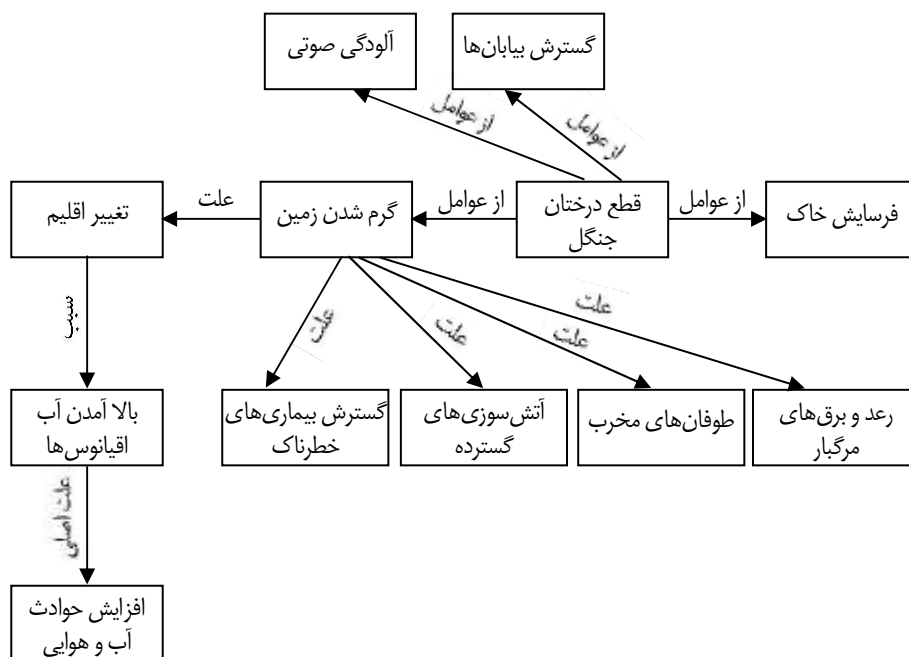 گسترش بیابان‌ها
آلودگی صوتی
از عوامل
از عوامل
فرسایش خاک
از عوامل
قطع درختان
جنگل
از عوامل
گرم شدن زمین
علت
تغییر اقلیم
علت
علت
علت
علت
سبب
رعد و برق‌های
مرگبار
طوفان‌های مخرب
آتش‌سوزی‌های
گسترده
گسترش بیماری‌های
خطرناک
بالا آمدن آب
اقیانوس‌ها
علت اصلی
افزایش حوادث
آب و هوایی